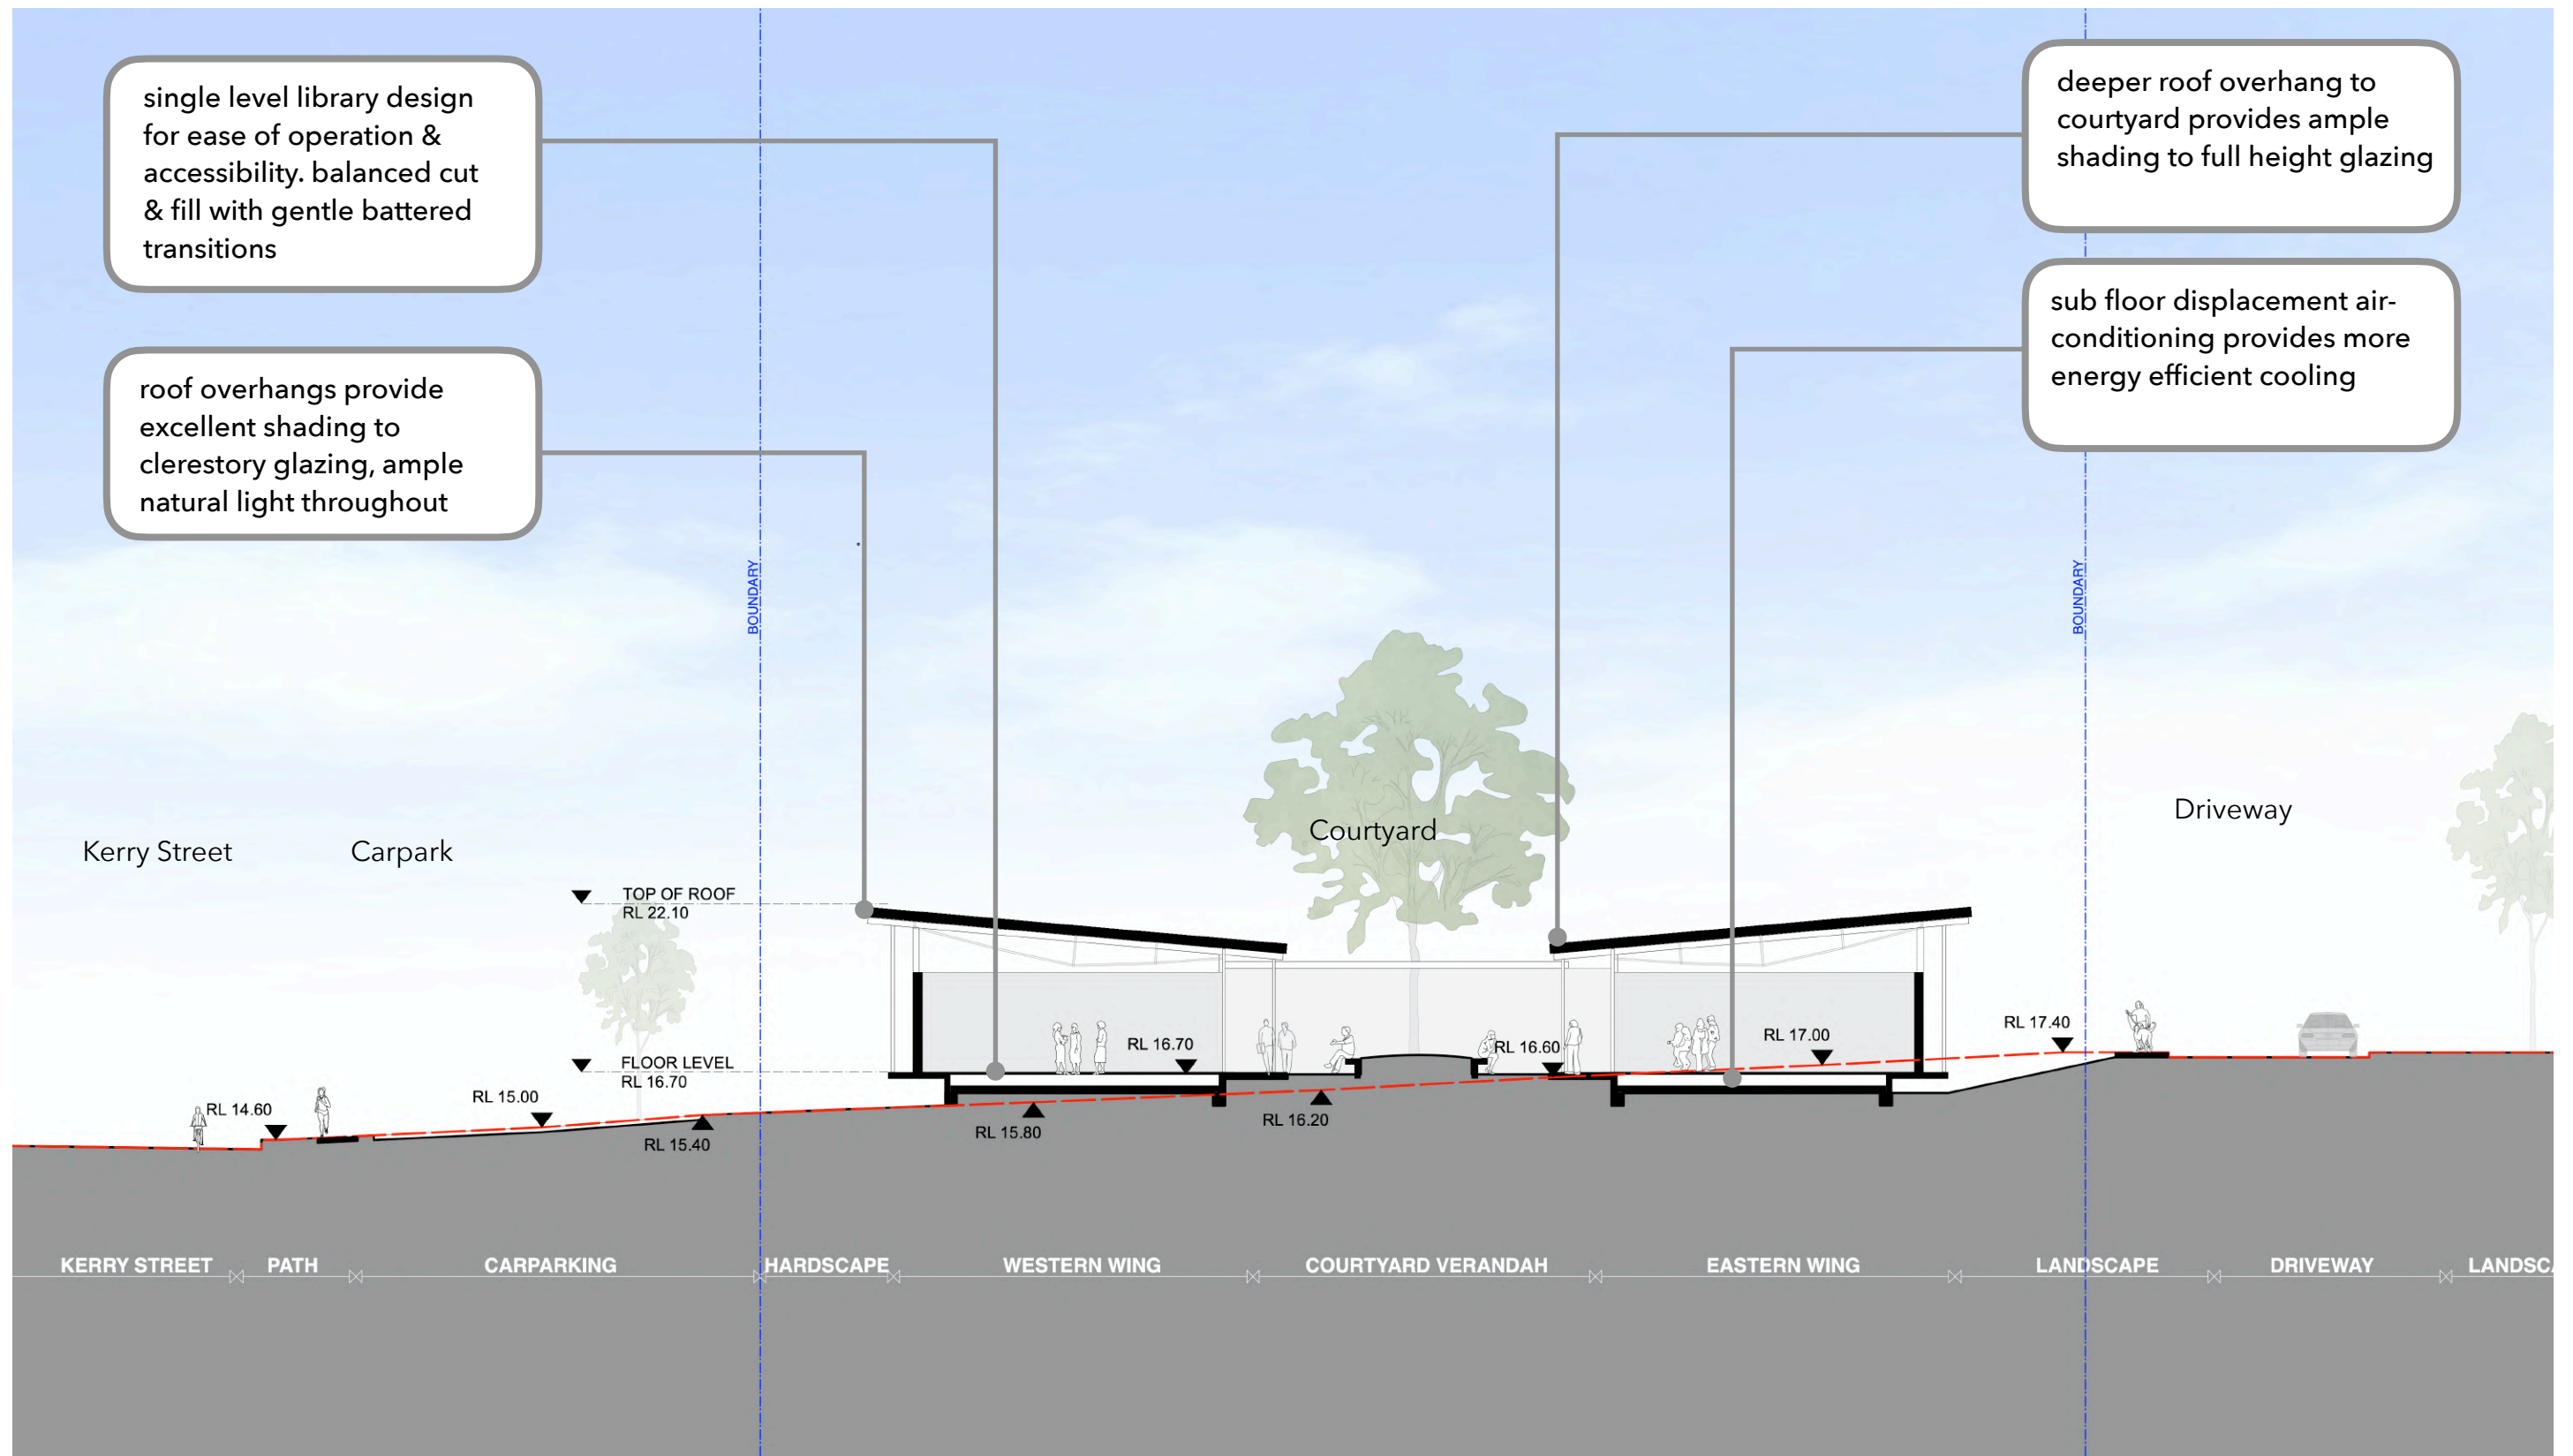 single level library design
for ease of operation &
accessibility. balanced cut
& fill with gentle battered
transitions
deeper roof overhang to
courtyard provides ample
shading to full height glazing
roof overhangs provide
excellent shading to
clerestory glazing, ample
natural light throughout
sub floor displacement air-
conditioning provides more
energy efficient cooling
BOUNDARY
BOUNDARY
Kerry Street
Carpark
Courtyard
Driveway
TOP OF ROOF
RL 22.10
FLOOR LEVEL
RL 16.70
RL 14.60
RL 15.00
RL 15.40
RL 15.80
RL 16.70
RL 16.20
RL 16.60
RL 17.00
RL 17.40
KERRY STREET
PATH
CARPARKING
HARDSCAPE
WESTERN WING
COURTYARD VERANDAH
EASTERN WING
LANDSCAPE
DRIVEWAY
LANDSC